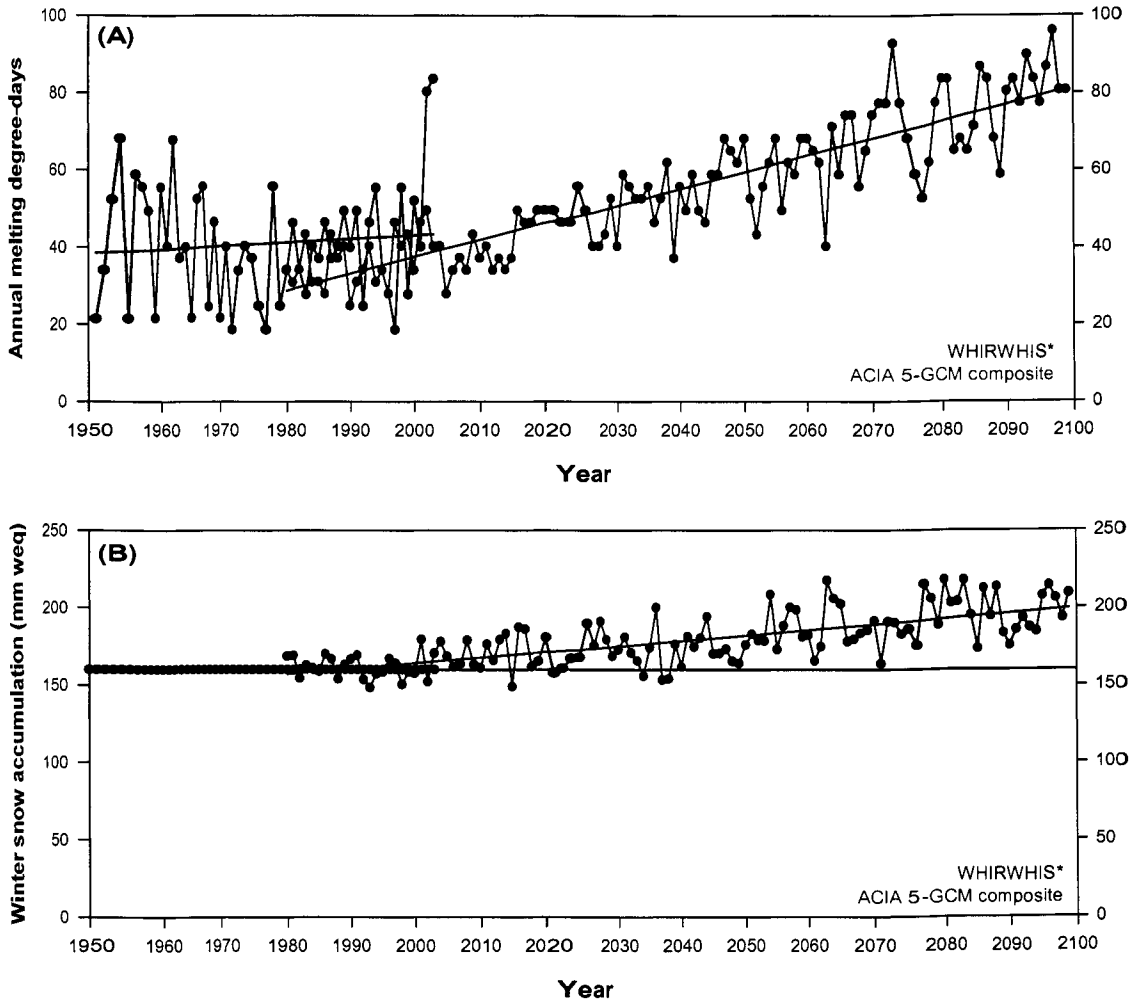 (A)
Annual melting degree-days
100
80
60
40
20
0
100
80
60
40
20
0
WHIRWHIS*
ACIA 5-GCM composite
1950 1960 1970 1980 1990 2000 2010 2020 2030 2040 2050 2060 2070 2080 2090 2100
Year
(B)
Winter snow accumulation (mm weq)
250
200
150
100
50
0
250
200
150
100
50
0
WHIRWHIS*
ACIA 5-GCM composite
1950 1960 1970 1980 1990 2000 2010 2020 2030 2040 2050 2060 2070 2080 2090 2100
Year